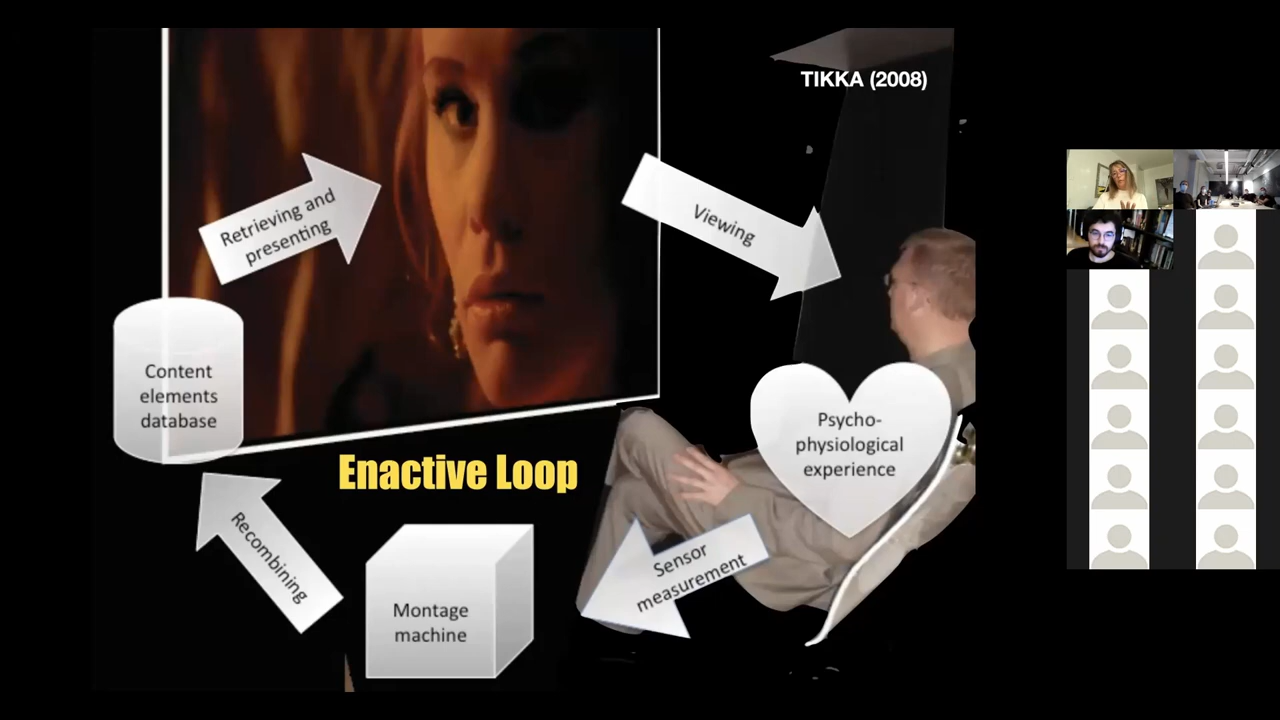 TIKKA (2008)
Retrieving and
presenting
Viewing
Content
elements
database
Psycho-
physiological
experience
Enactive Loop
Sensor
measurement
Recombining
Montage
machine